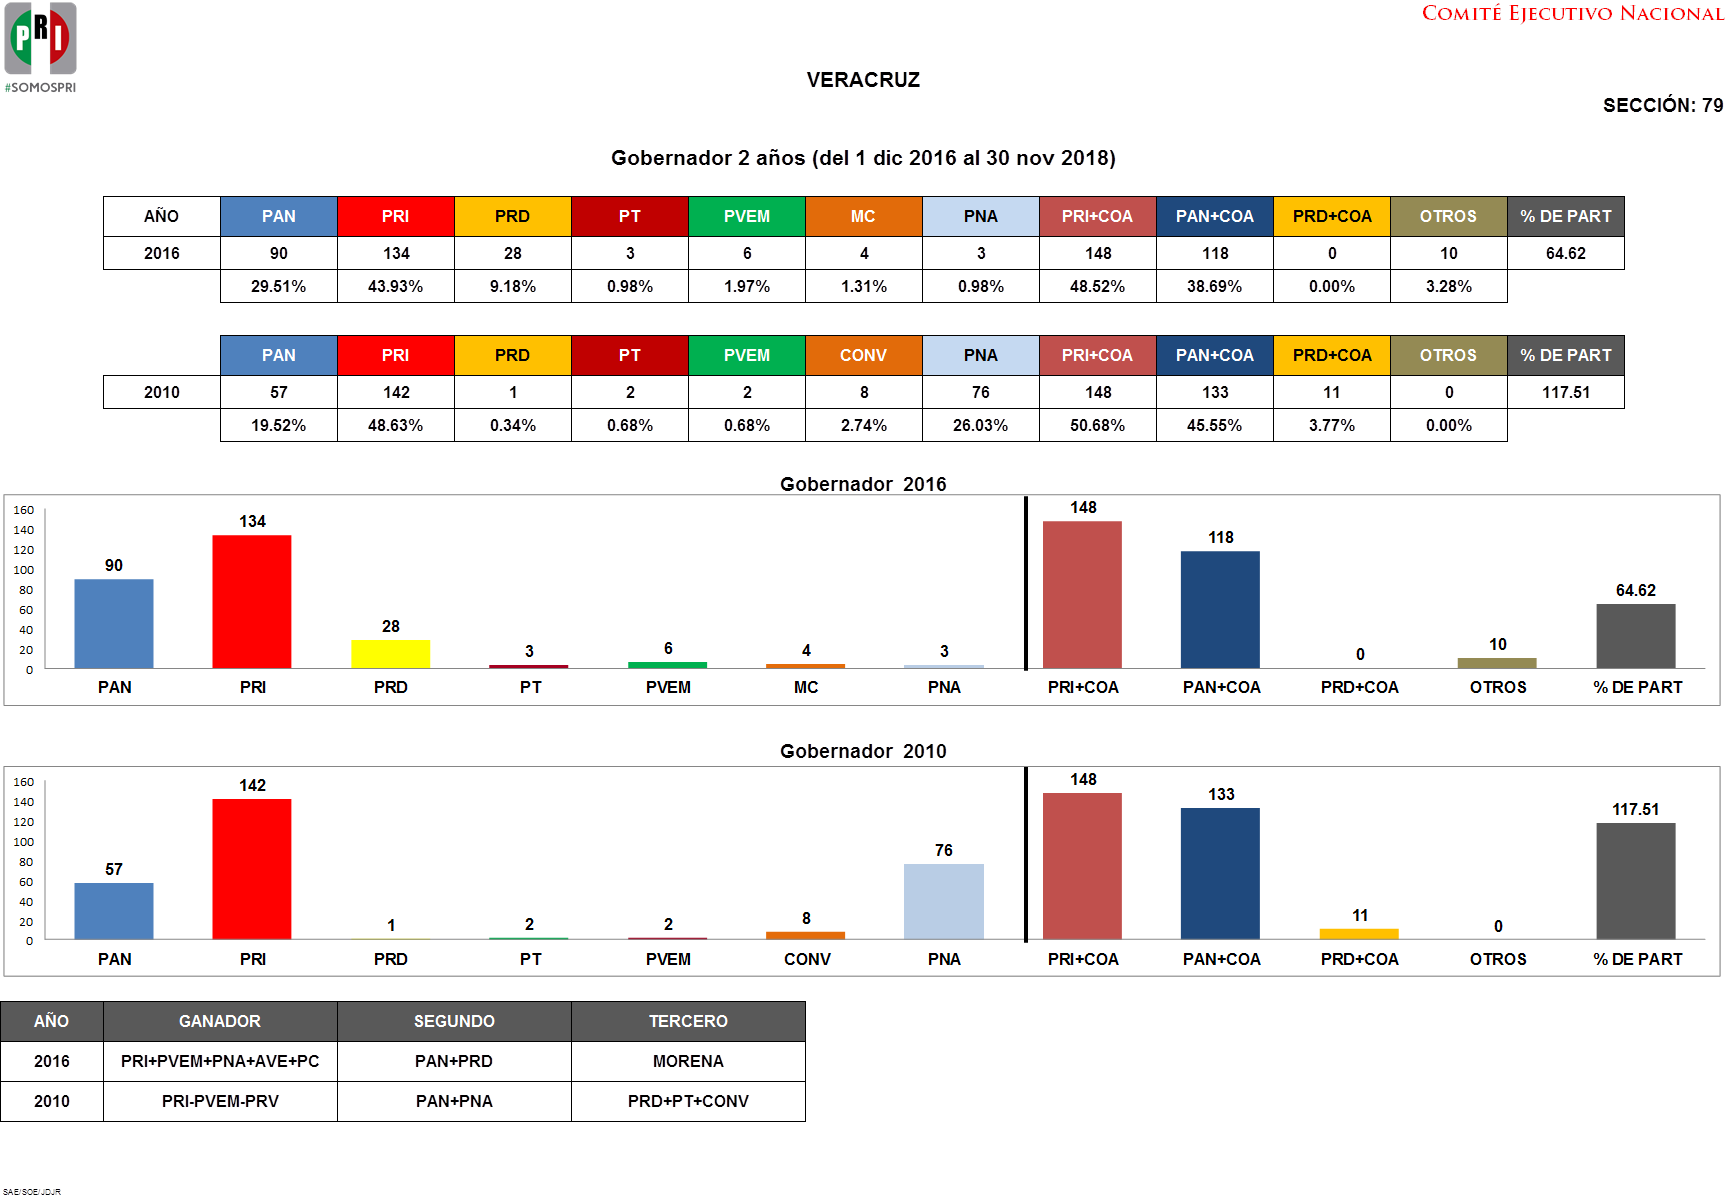 PRI
#SOMOSPRI
COMITÉ EJECUTIVO NACIONAL
VERACRUZ
SECCIÓN: 79
Gobernador 2 años (del 1 dic 2016 al 30 nov 2018)
AÑO PAN PRI PRD PT PVEM MC PNA PRI+COA PAN+COA PRD+COA OTROS % DE PART
2016 90 134 28 3 6 4 3 148 118 0 10 64.62
29.51% 43.93% 9.18% 0.98% 1.97% 1.31% 0.98% 48.52% 38.69% 0.00% 3.28%
PAN PRI PRD PT PVEM CONV PNA PRI+COA PAN+COA PRD+COA OTROS % DE PART
2010 57 142 1 2 2 8 76 148 133 11 0 117.51
19.52% 48.63% 0.34% 0.68% 0.68% 2.74% 26.03% 50.68% 45.55% 3.77% 0.00%
Gobernador 2016
160
140
120
100
80
60
40
20
0
90 134 28 3 6 4 3 148 118 0 10 64.62
PAN PRI PRD PT PVEM MC PNA PRI+COA PAN+COA PRD+COA OTROS % DE PART
Gobernador 2010
160
140
120
100
80
60
40
20
0
57 142 1 2 2 8 76 148 133 11 0 117.51
PAN PRI PRD PT PVEM CONV PNA PRI+COA PAN+COA PRD+COA OTROS % DE PART
AÑO GANADOR SEGUNDO TERCERO
2016 PRI+PVEM+PNA+AVE+PC PAN+PRD MORENA
2010 PRI-PVEM-PRV PAN+PNA PRD+PT+CONV
SAE/SOE/JDJR